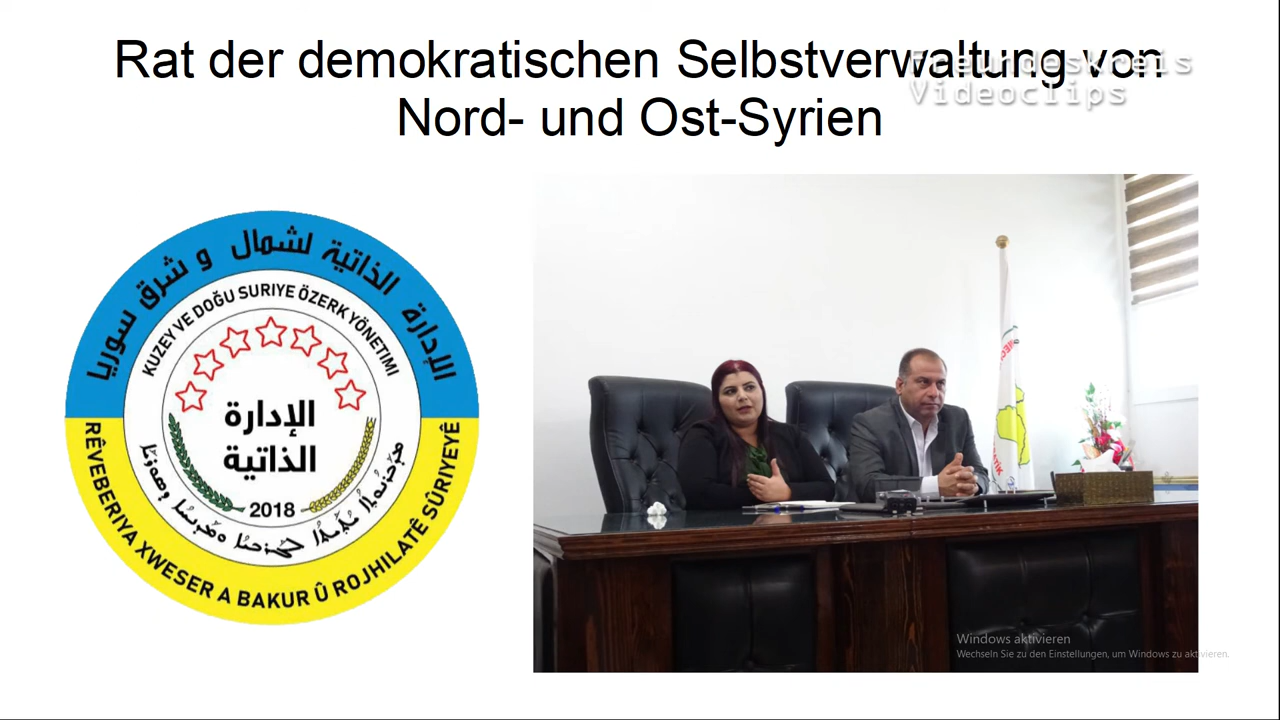 Rat der demokratischen Selbstverwaltung von
Nord- und Ost-Syrien
Freundeskreis
Videoclips
الإدارة الذاتية لشمال و شرق سوريا
KUZEY VE DOĞU SURIYE ÖZERK YÖNETIMI
الإدارة
الذاتية
2018
RÊVEBERIYA XWESER A BAKUR Û ROJHILATÊ SÛRIYEYÊ
Windows aktivieren
Wechseln Sie zu den Einstellungen, um Windows zu aktivieren.